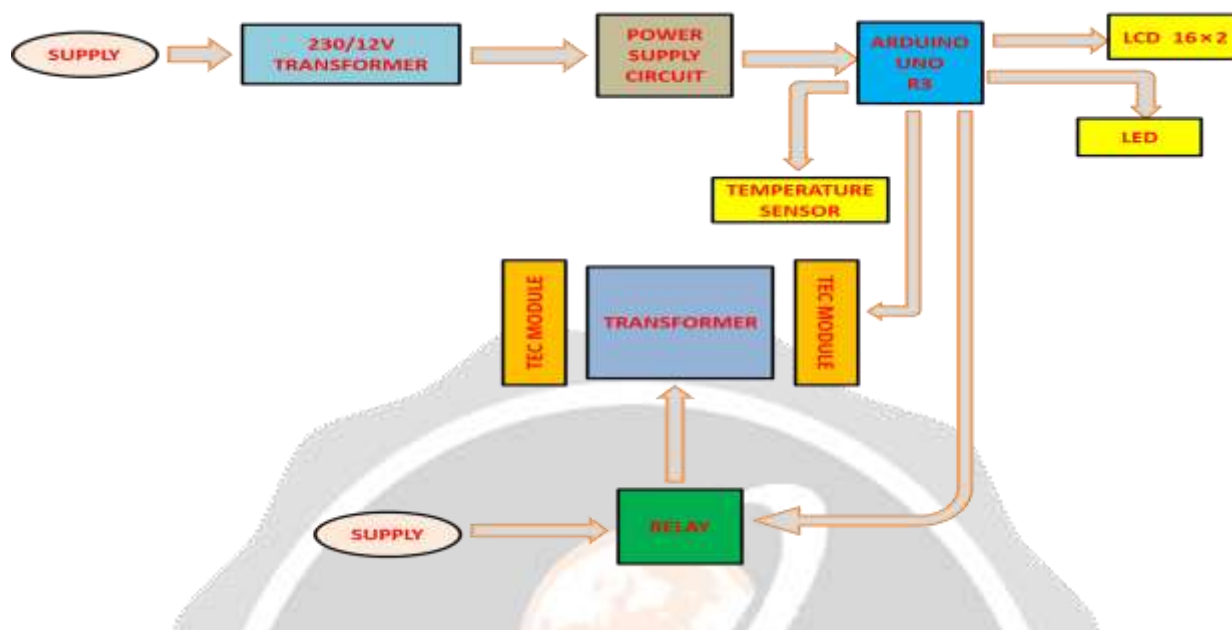 SUPPLY
230/12V
TRANSFORMER
POWER
SUPPLY
CIRCUIT
ARDUINO
UNO
R3
LCD 16×2
LED
TEMPERATURE
SENSOR
TEC MODULE
TRANSFORMER
TEC MODULE
SUPPLY
RELAY